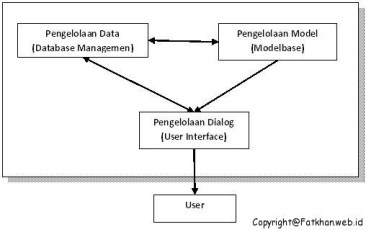 Pengelolaan Data
(Database Managemen)
Pengelolaan Model
(Modelbase)
Pengelolaan Dialog
(User Interface)
User
Copyright@Fatkhanweb.id